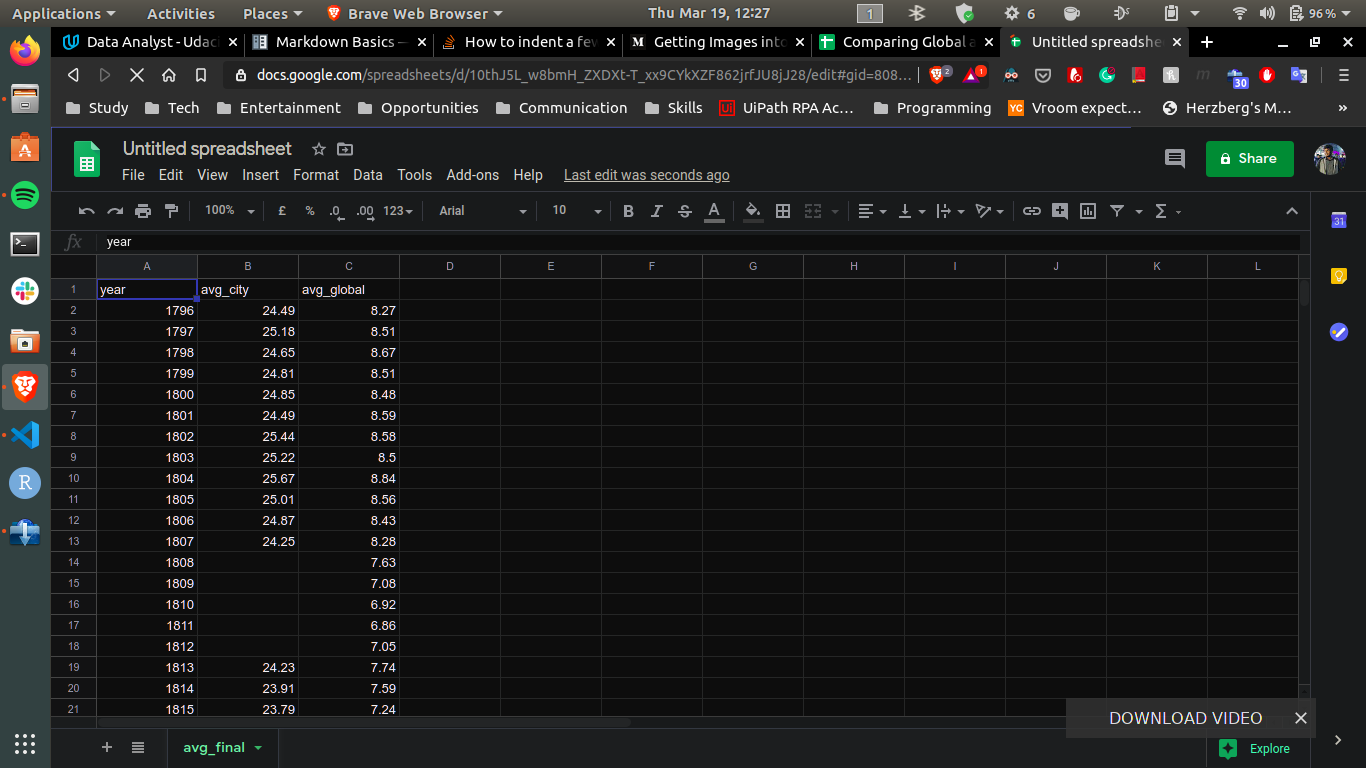 Applications Activities Places Brave Web Browser Thu Mar 19, 12:27 1 6 96%
Data Analyst - Udac Markdown Basics — How to indent a few Getting Images into Comparing Global a Untitled spreadshe
docs.google.com/spreadsheets/d/10thJ5L_w8bmH_ZXDXt-T_xx9CYkXZF862jrfJU8jJ28/edit#gid=808... 2 1 30
Study Tech Entertainment Opportunities Communication Skills Ui UiPath RPA Ac... Programming YC Vroom expect... Herzberg's M... »
Untitled spreadsheet
File Edit View Insert Format Data Tools Add-ons Help Last edit was seconds ago
Share
100% £ % .0 .00 123 Arial 10 B I S A Σ
31
fx year
A B C D E F G H I J K L
1 year avg_city avg_global
2 1796 24.49 8.27
3 1797 25.18 8.51
4 1798 24.65 8.67
5 1799 24.81 8.51
6 1800 24.85 8.48
7 1801 24.49 8.59
8 1802 25.44 8.58
9 1803 25.22 8.5
10 1804 25.67 8.84
11 1805 25.01 8.56
12 1806 24.87 8.43
13 1807 24.25 8.28
14 1808 7.63
15 1809 7.08
16 1810 6.92
17 1811 6.86
18 1812 7.05
19 1813 24.23 7.74
20 1814 23.91 7.59
21 1815 23.79 7.24
DOWNLOAD VIDEO
avg_final
Explore